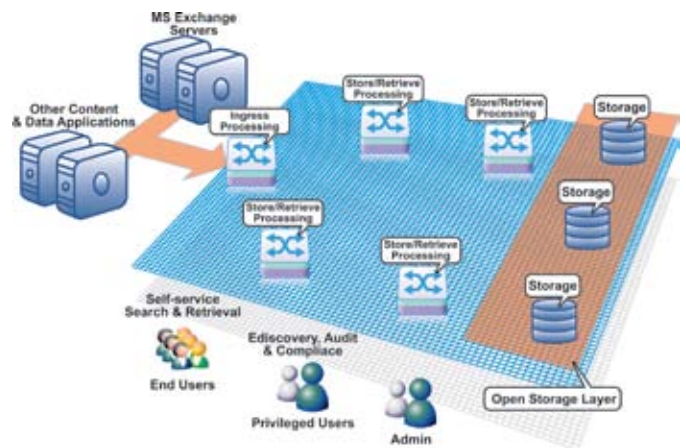 MS Exchange
Servers
Other Content
& Data Applications
Ingress
Processing
Store/Retrieve
Processing
Store/Retrieve
Processing
Storage
Store/Retrieve
Processing
Store/Retrieve
Processing
Storage
Storage
Self-service
Search & Retrieval
End Users
Ediscovery, Audit
& Compliace
Privileged Users
Admin
Open Storage Layer